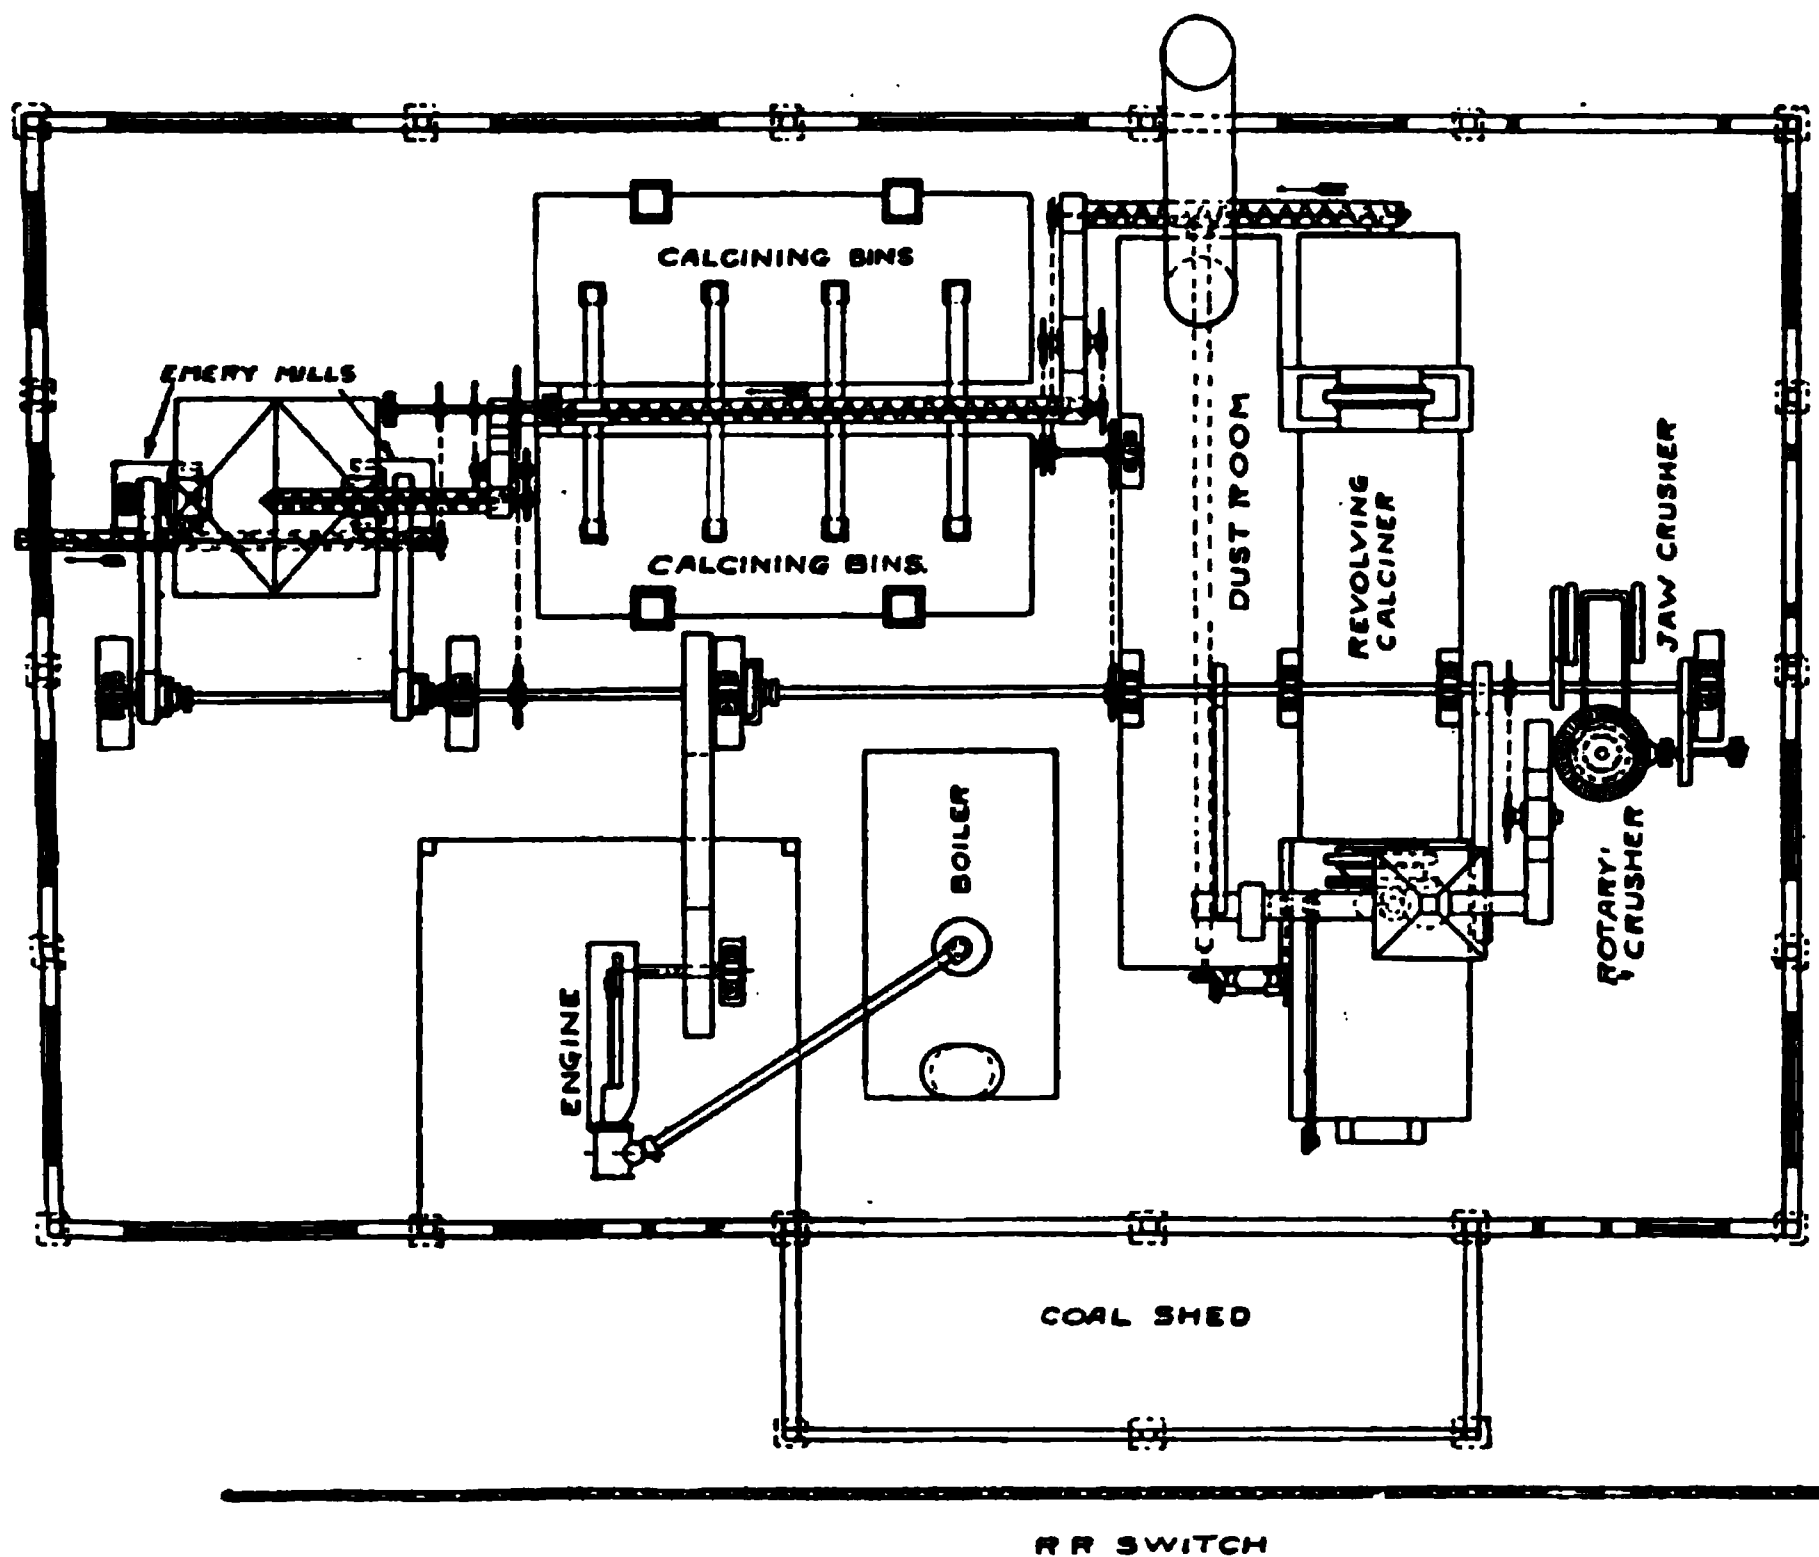 CALCINING BINS
EMERY MILLS
CALCINING BINS.
DUST ROOM
REVOLVING
CALCINER
JAW CRUSHER
ROTARY
CRUSHER
BOILER
ENGINE
COAL SHED
R R SWITCH